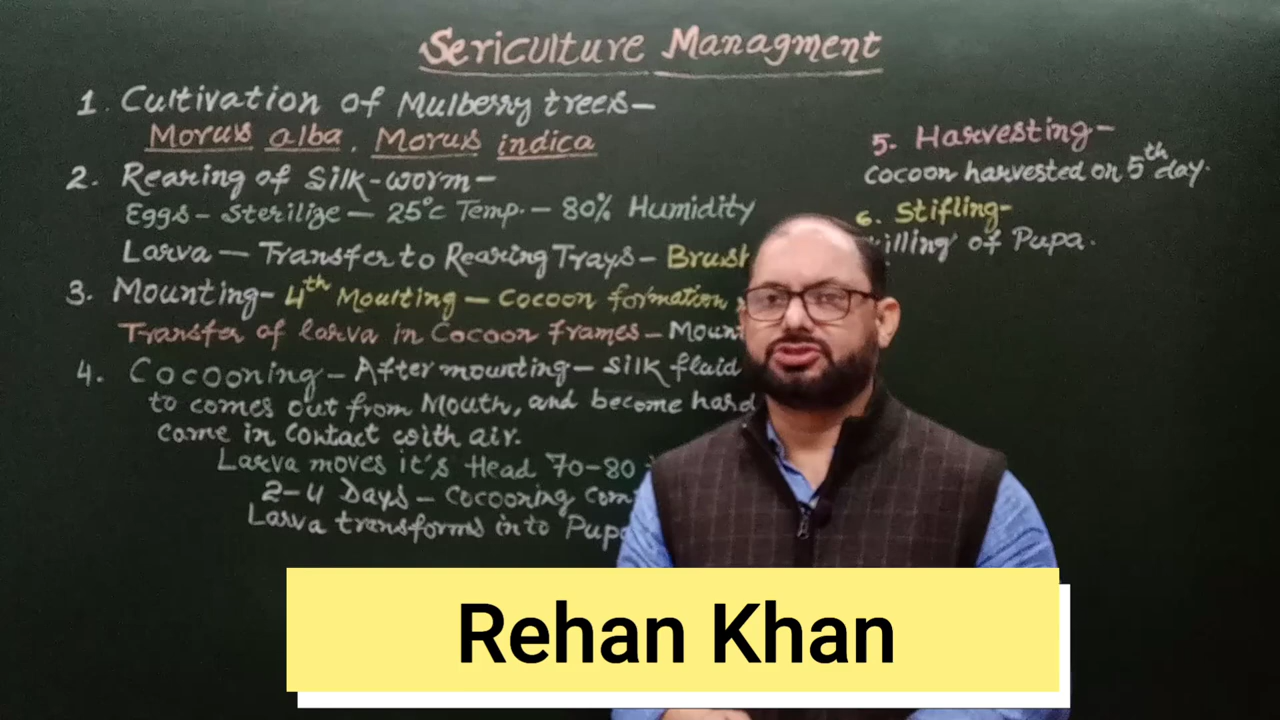 Sericulture Managment
1. Cultivation of Mulberry trees-
Morus alba, Morus indica
2. Rearing of Silk-worm-
Eggs - Sterilize - 25°c Temp. - 80% Humidity
Larva - Transfer to Rearing Trays - Brush
3. Mounting - 4th Moulting - Cocoon formation
Transfer of larva in Cocoon frames - Mount
4. Cocooning - After mounting - Silk fluid
to comes out from Mouth, and become hard
came in contact with air.
Larva moves it's Head 70-80
2-4 Days - Cocooning com
Larva transforms into Pupa
5. Harvesting-
Cocoon harvested on 5th day.
6. Stifling-
illing of Pupa.
Rehan Khan